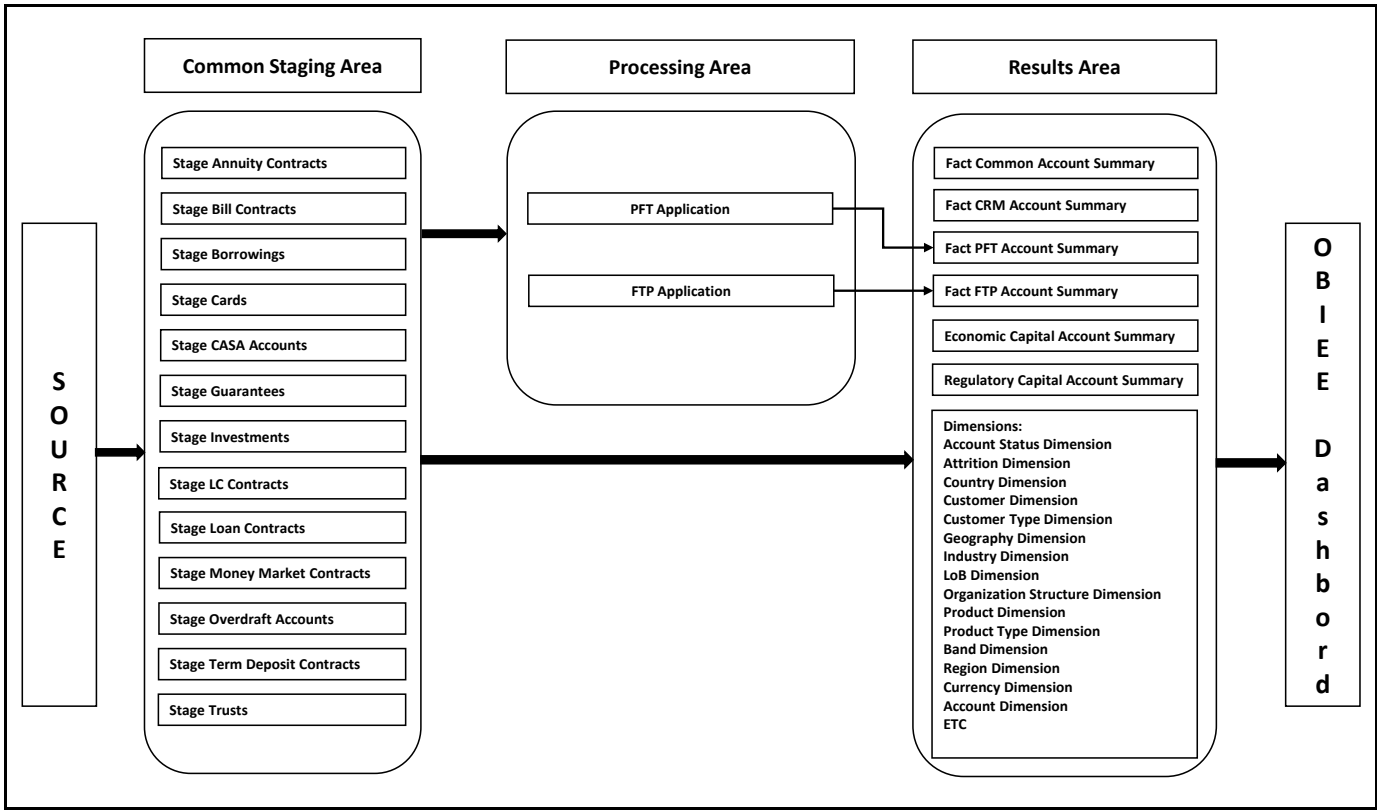 Common Staging Area
Processing Area
Results Area
SOURCE
Stage Annuity Contracts
Stage Bill Contracts
Stage Borrowings
Stage Cards
Stage CASA Accounts
Stage Guarantees
Stage Investments
Stage LC Contracts
Stage Loan Contracts
Stage Money Market Contracts
Stage Overdraft Accounts
Stage Term Deposit Contracts
Stage Trusts
PFT Application
FTP Application
Fact Common Account Summary
Fact CRM Account Summary
Fact PFT Account Summary
Fact FTP Account Summary
Economic Capital Account Summary
Regulatory Capital Account Summary
Dimensions:
Account Status Dimension
Attrition Dimension
Country Dimension
Customer Dimension
Customer Type Dimension
Geography Dimension
Industry Dimension
LoB Dimension
Organization Structure Dimension
Product Dimension
Product Type Dimension
Band Dimension
Region Dimension
Currency Dimension
Account Dimension
ETC
OBIEE Dashbord